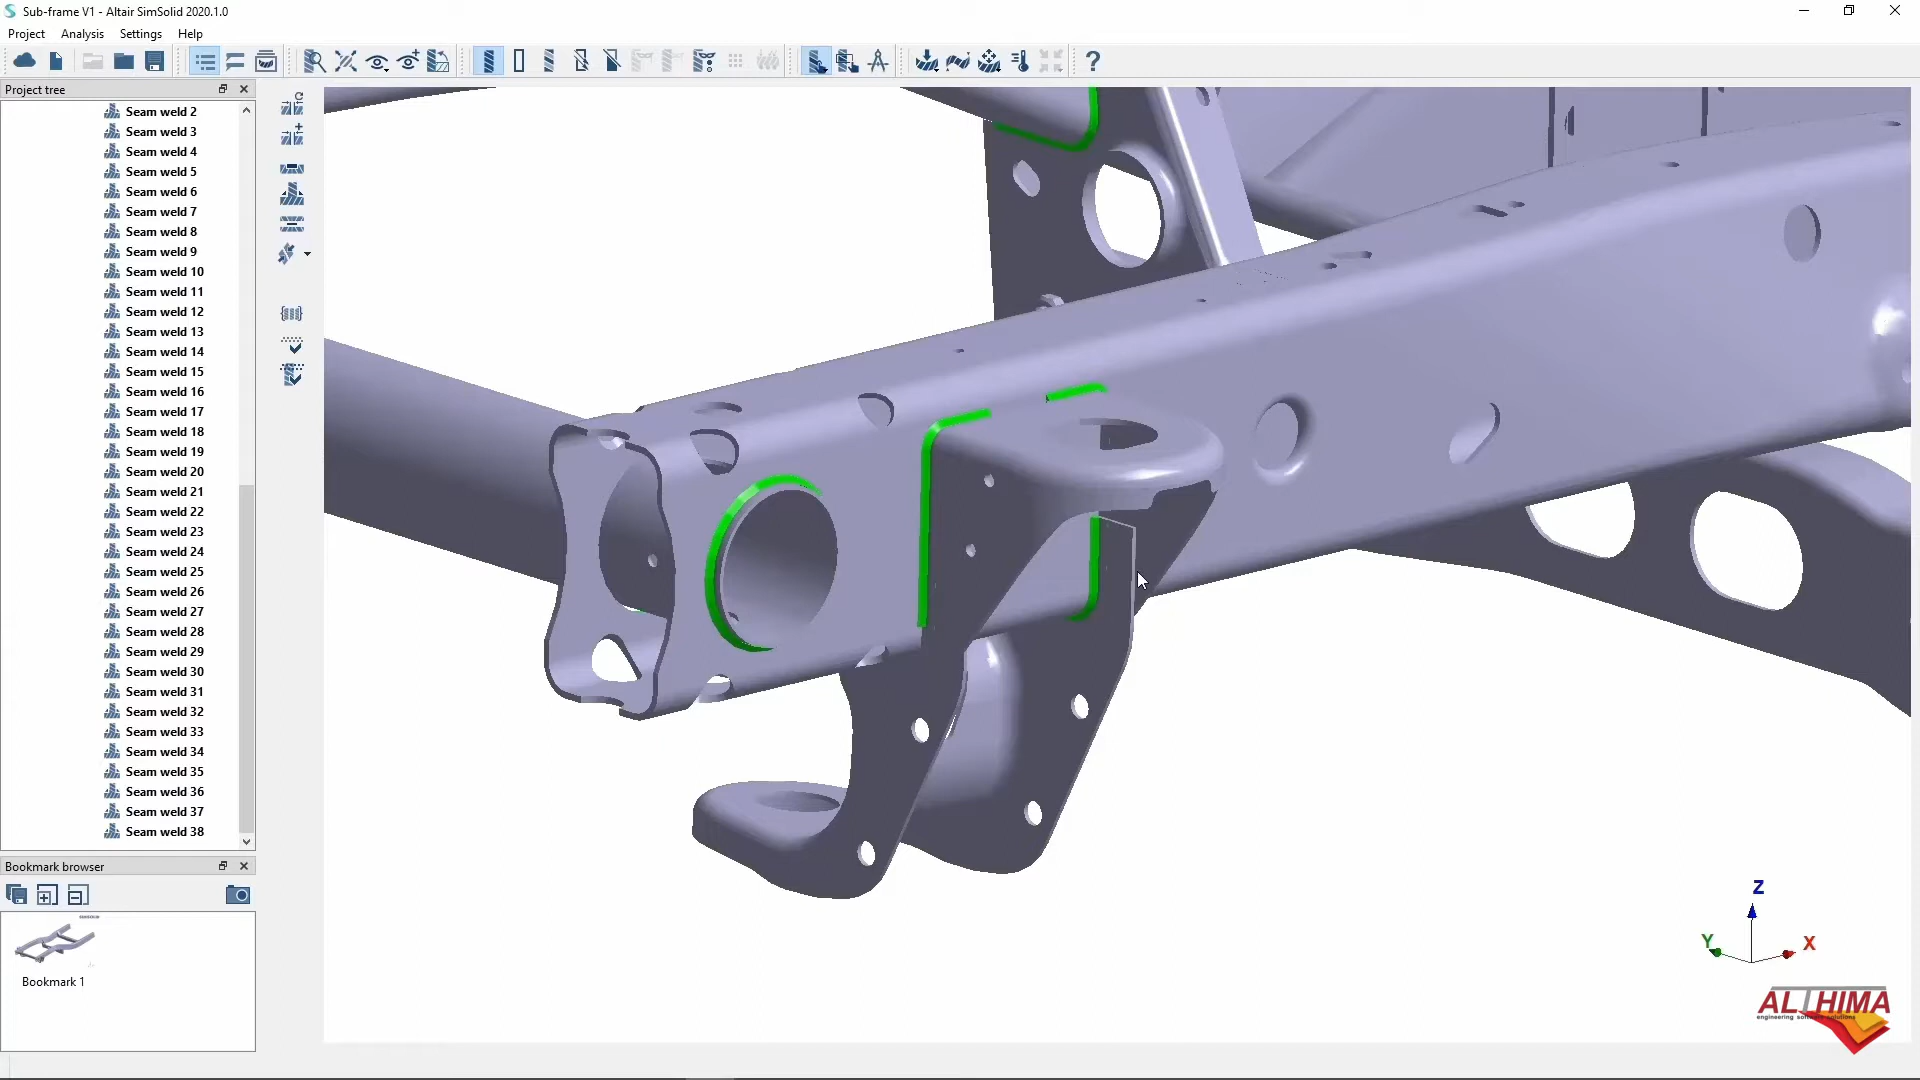 Sub-frame V1 - Altair SimSolid 2020.1.0
Project Analysis Settings Help
Project tree
Seam weld 2
Seam weld 3
Seam weld 4
Seam weld 5
Seam weld 6
Seam weld 7
Seam weld 8
Seam weld 9
Seam weld 10
Seam weld 11
Seam weld 12
Seam weld 13
Seam weld 14
Seam weld 15
Seam weld 16
Seam weld 17
Seam weld 18
Seam weld 19
Seam weld 20
Seam weld 21
Seam weld 22
Seam weld 23
Seam weld 24
Seam weld 25
Seam weld 26
Seam weld 27
Seam weld 28
Seam weld 29
Seam weld 30
Seam weld 31
Seam weld 32
Seam weld 33
Seam weld 34
Seam weld 35
Seam weld 36
Seam weld 37
Seam weld 38
Bookmark browser
Bookmark 1
Z
Y
X
ALTHIMA
engineering software solutions